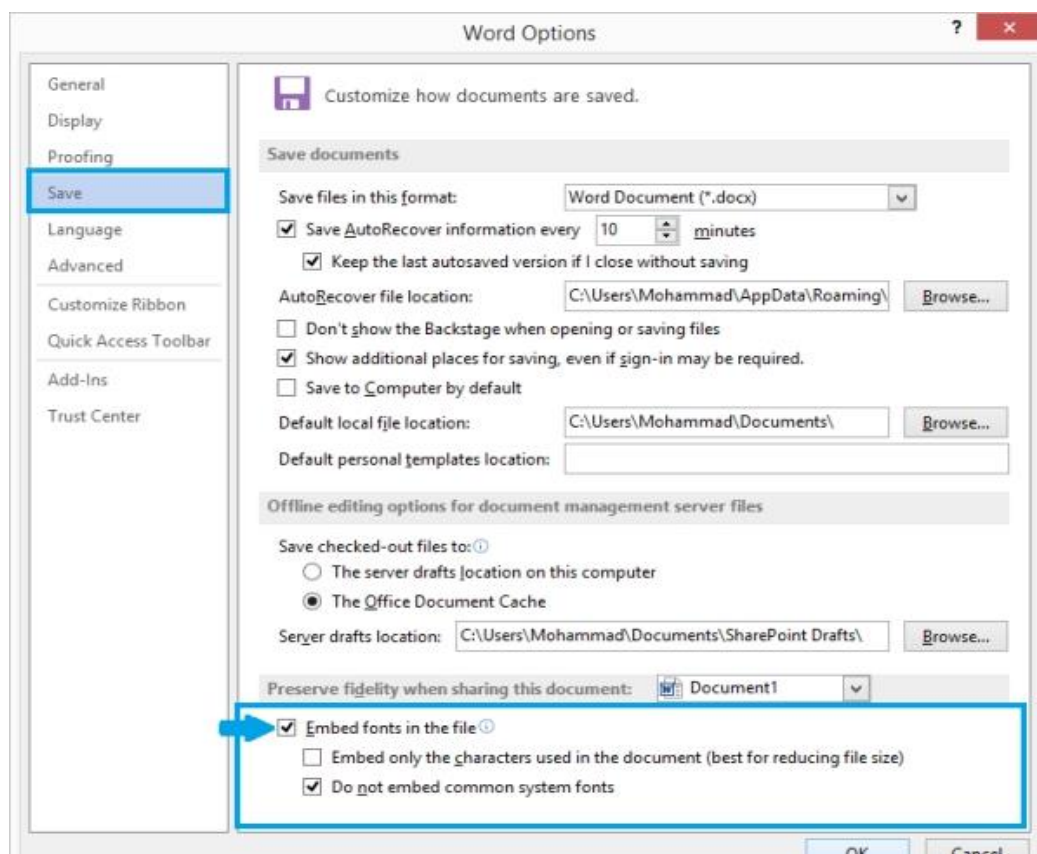 Word Options
?
General
Display
Proofing
Save
Language
Advanced
Customize Ribbon
Quick Access Toolbar
Add-Ins
Trust Center
Customize how documents are saved.
Save documents
Save files in this format: Word Document (*.docx)
Save AutoRecover information every 10 minutes
Keep the last autosaved version if I close without saving
AutoRecover file location: C:\Users\Mohammad\AppData\Roaming\ Browse...
Don't show the Backstage when opening or saving files
Show additional places for saving, even if sign-in may be required.
Save to Computer by default
Default local file location: C:\Users\Mohammad\Documents\ Browse...
Default personal templates location:
Offline editing options for document management server files
Save checked-out files to:
The server drafts location on this computer
The Office Document Cache
Server drafts location: C:\Users\Mohammad\Documents\SharePoint Drafts\ Browse...
Preserve fidelity when sharing this document: Document1
Embed fonts in the file
Embed only the characters used in the document (best for reducing file size)
Do not embed common system fonts
OK Cancel